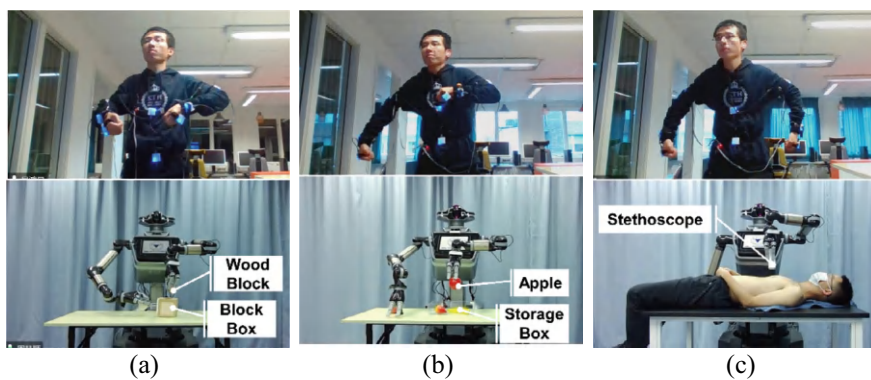 Wood
Block
Block
Box
Apple
Storage
Box
Stethoscope
(a)
(b)
(c)